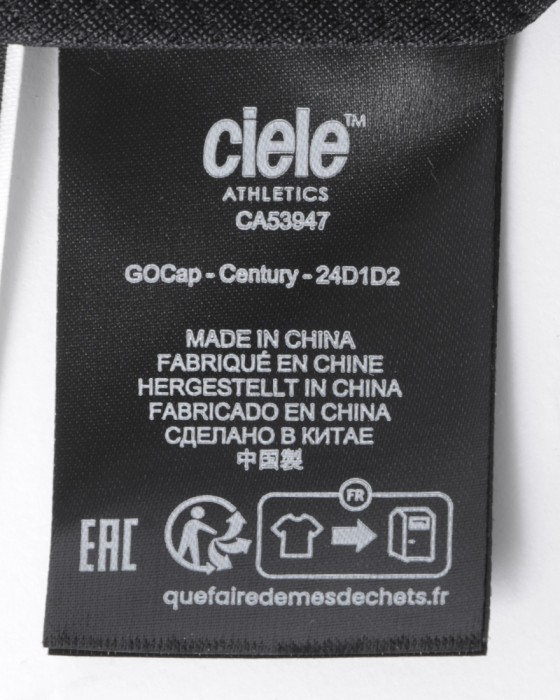 ciele™
ATHLETICS
CA53947
GOCap - Century - 24D1D2
MADE IN CHINA
FABRIQUÉ EN CHINE
HERGESTELLT IN CHINA
FABRICADO EN CHINA
СДЕЛАНО В КИТАЕ
中国製
EAC
FR
quefairedemesdechets.fr